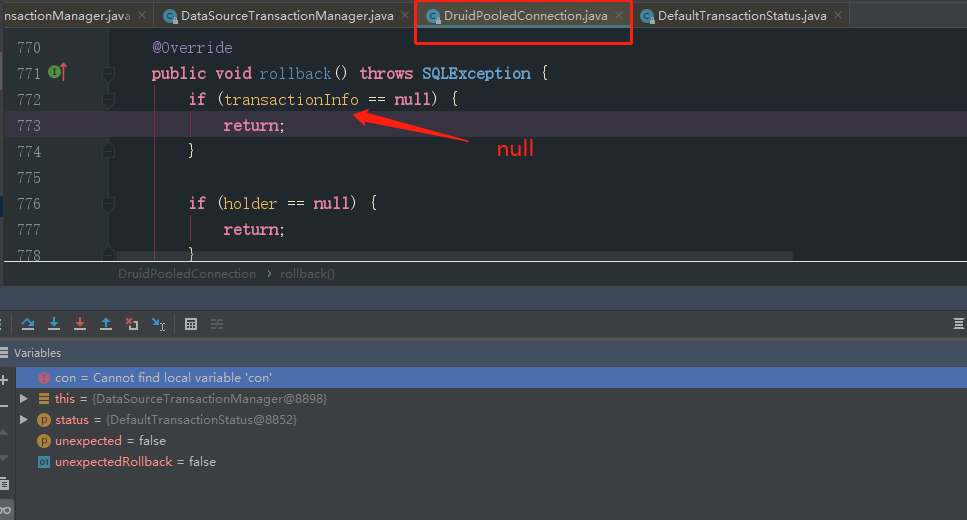 nsactionManager.java
DataSourceTransactionManager.java
DruidPooledConnection.java
DefaultTransactionStatus.java
770 @Override
771 public void rollback() throws SQLException {
772 if (transactionInfo == null) {
773 return;
774 }
null
775
776 if (holder == null) {
777 return;
778 }
DruidPooledConnection › rollback()
Variables
con = Cannot find local variable 'con'
this = {DataSourceTransactionManager@8898}
status = {DefaultTransactionStatus@8852}
unexpected = false
unexpectedRollback = false